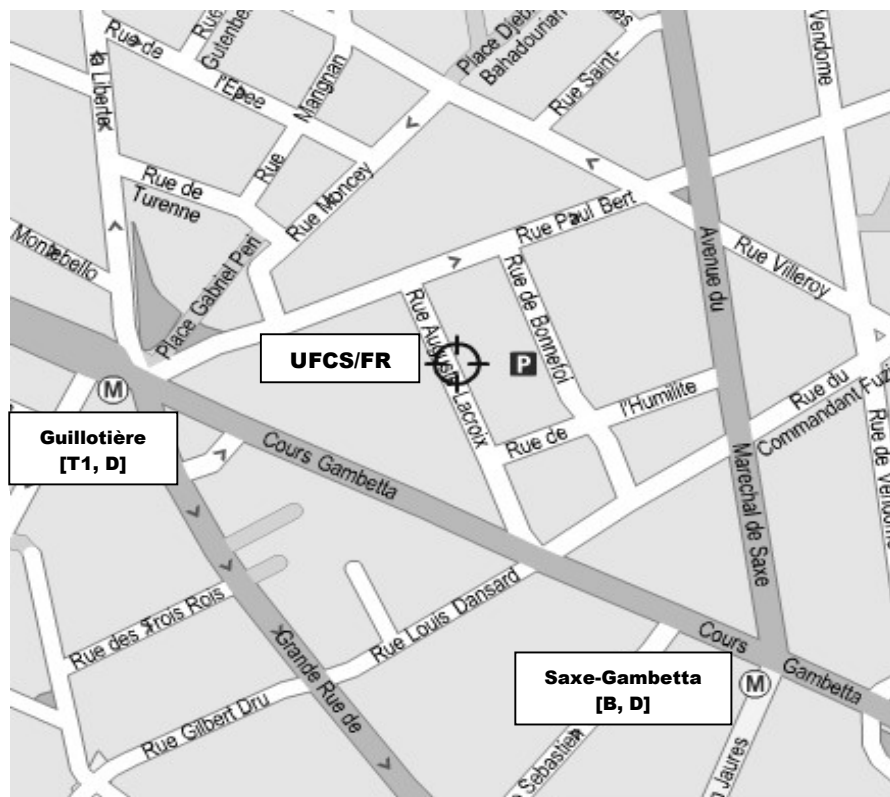 Rue de
Gutenberg
Rue
l'Epee
la Liberte
Mangnan
Rue
Place Djeb
Bahadourian
Rue Saint-
Vendome
Rue de
Turenne
Rue Moncey
Montebello
Place Gabriel Peri
Rue Paul Bert
Avenue du
Rue Villeroy
Rue de Bonnefoi
Rue Auguste Lacroix
UFCS/FR
P
M
Guillotière
[T1, D]
Rue de
l'Humilite
Rue du
Commandant Fuzi
Rue de Vendome
Cours Gambetta
Marechal de Saxe
Rue des Trois Rois
Rue Louis Dansard
Grande Rue de
Rue Gilbert Dru
Cours
Gambetta
Saxe-Gambetta
[B, D]
M
Sebastien
Jaures